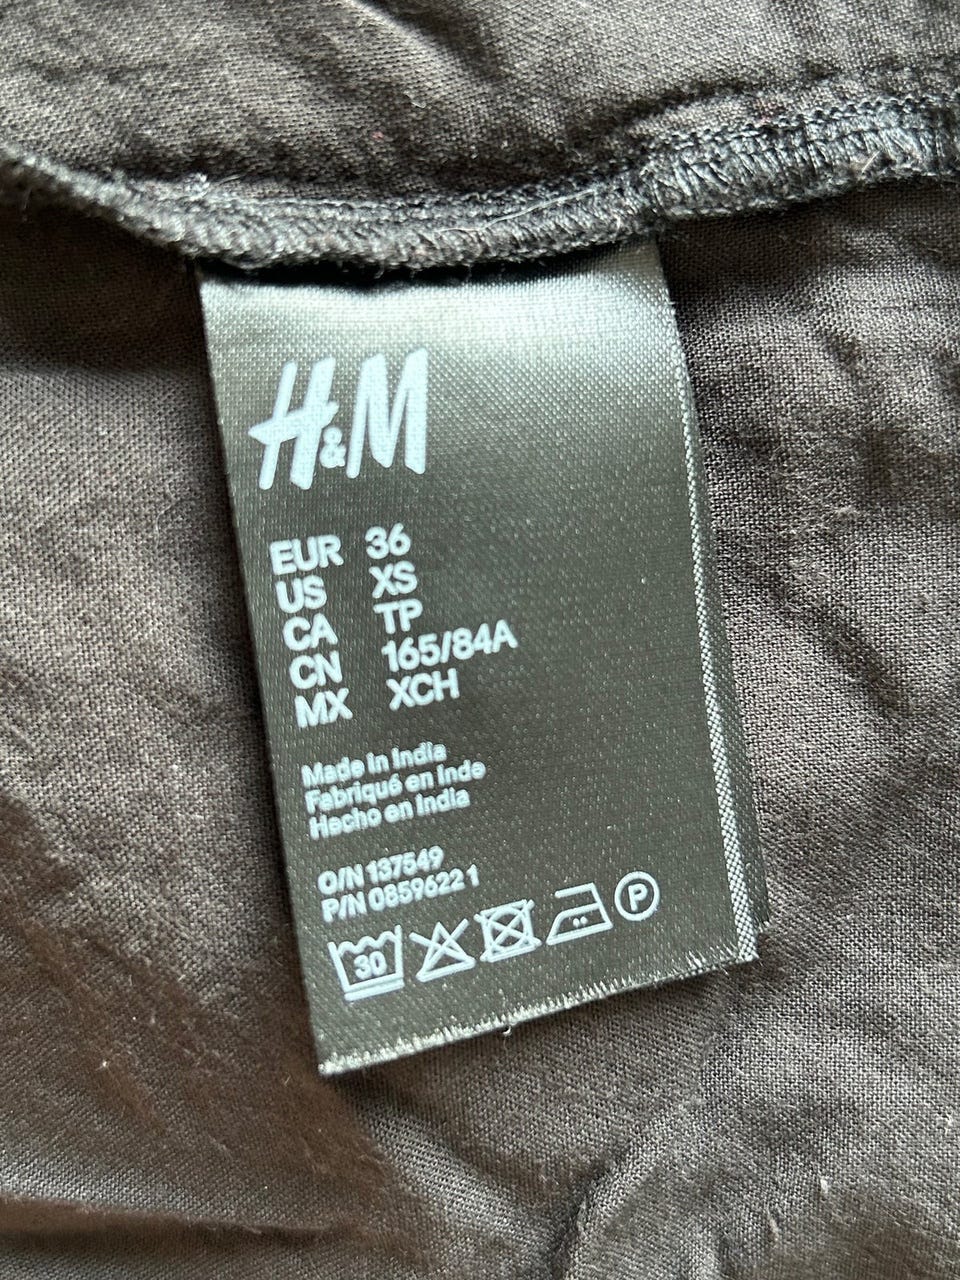 H&M
EUR 36
US XS
CA TP
CN 165/84A
MX XCH
Made in India
Fabriqué en Inde
Hecho en India
O/N 137549
P/N 0859622 1
30 P